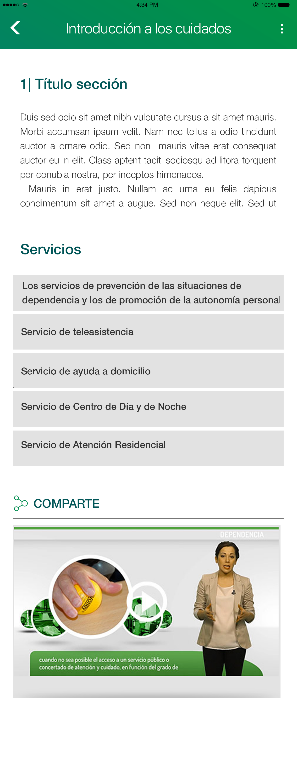 4:34 PM
100%
Introducción a los cuidados
1| Título sección
Duis sed odio sit amet nibh vulputate cursus a sit amet mauris.
Morbi accumsan ipsum velit. Nam nec tellus a odio tincidunt
auctor a ornare odio. Sed non mauris vitae erat consequat
auctor eu in elit. Class aptent taciti sociosqu ad litora torquent
per conubia nostra, per inceptos himenaeos.
Mauris in erat justo. Nullam ac urna eu felis dapibus
condimentum sit amet a augue. Sed non neque elit. Sed ut
Servicios
Los servicios de prevención de las situaciones de
dependencia y los de promoción de la autonomía personal
Servicio de teleasistencia
Servicio de ayuda a domicilio
Servicio de Centro de Día y de Noche
Servicio de Atención Residencial
COMPARTE
DEPENDENCIA
cuando no sea posible el acceso a un servicio público o
concertado de atención y cuidado, en función del grado de